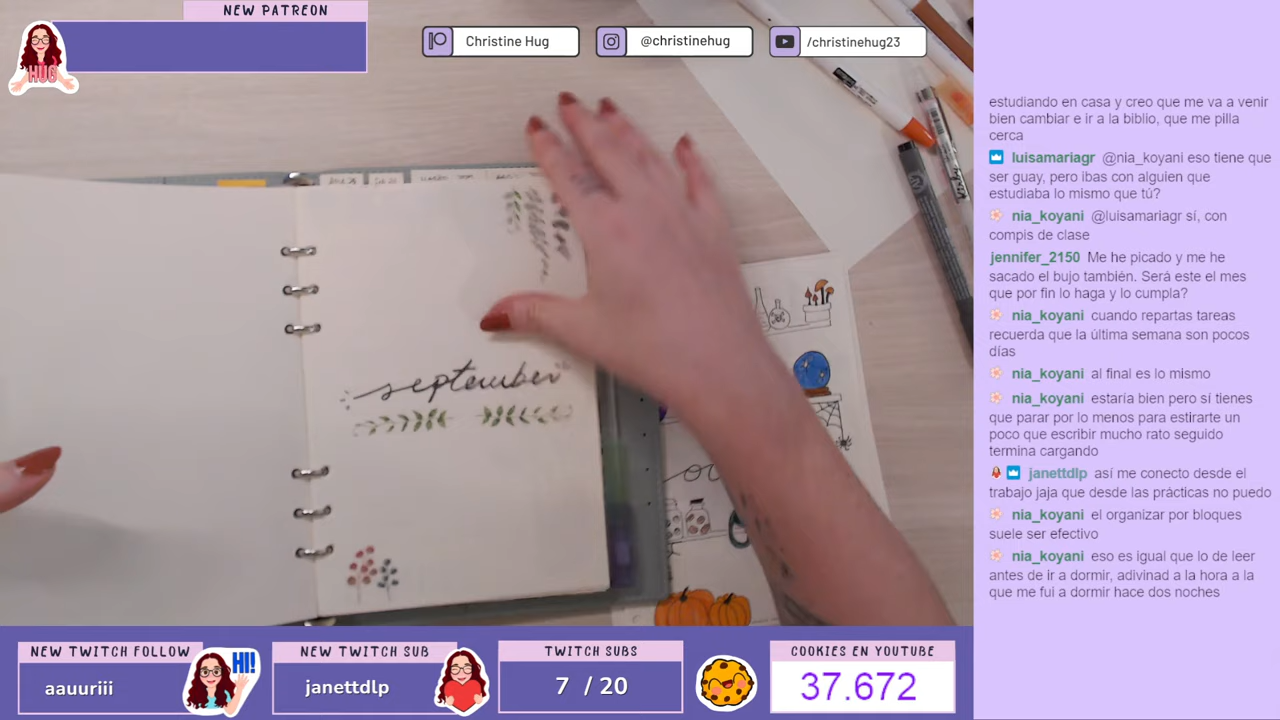 NEW PATREON
HUG
Christine Hug
@christinehug
/christinehug23
september
estudiando en casa y creo que me va a venir
bien cambiar e ir a la biblio, que me pilla
cerca
luisamariagr @nia_koyani eso tiene que
ser guay, pero ibas con alguien que
estudiaba lo mismo que tú?
nia_koyani @luisamariagr sí, con
compis de clase
jennifer_2150 Me he picado y me he
sacado el bujo también. Será este el mes
que por fin lo haga y lo cumpla?
nia_koyani cuando repartas tareas
recuerda que la última semana son pocos
días
nia_koyani al final es lo mismo
nia_koyani estaría bien pero sí tienes
que parar por lo menos para estirarte un
poco que escribir mucho rato seguido
termina cargando
janettdlp así me conecto desde el
trabajo jaja que desde las prácticas no puedo
nia_koyani el organizar por bloques
suele ser efectivo
nia_koyani eso es igual que lo de leer
antes de ir a dormir, adivinad a la hora a la
que me fui a dormir hace dos noches
NEW TWITCH FOLLOW
aauuriii
HI!
NEW TWITCH SUB
janettdlp
TWITCH SUBS
7 / 20
COOKIES EN YOUTUBE
37.672